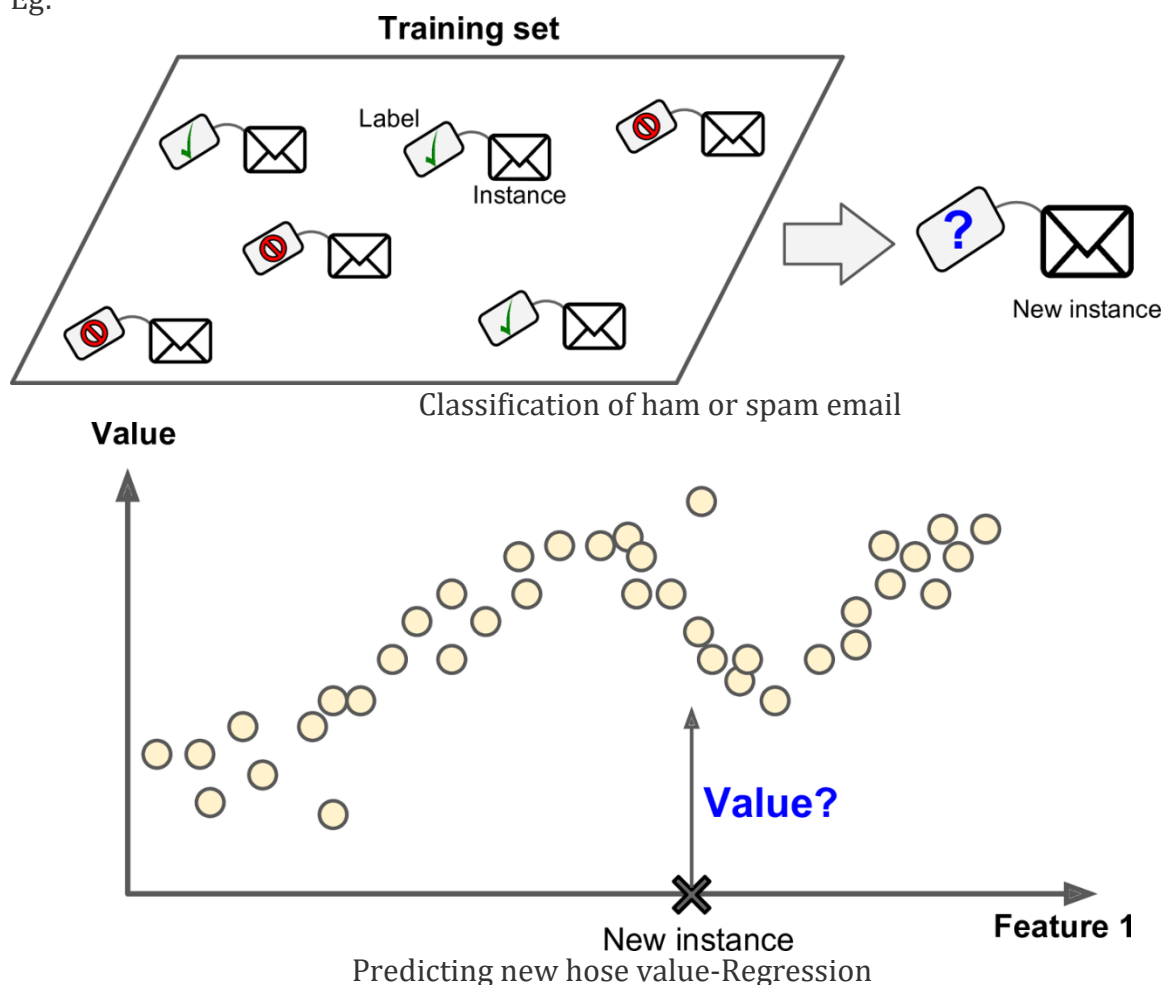 Eg:
Training set
Label
Instance
?
New instance
Classification of ham or spam email
Value
Value?
New instance
Feature 1
Predicting new hose value-Regression